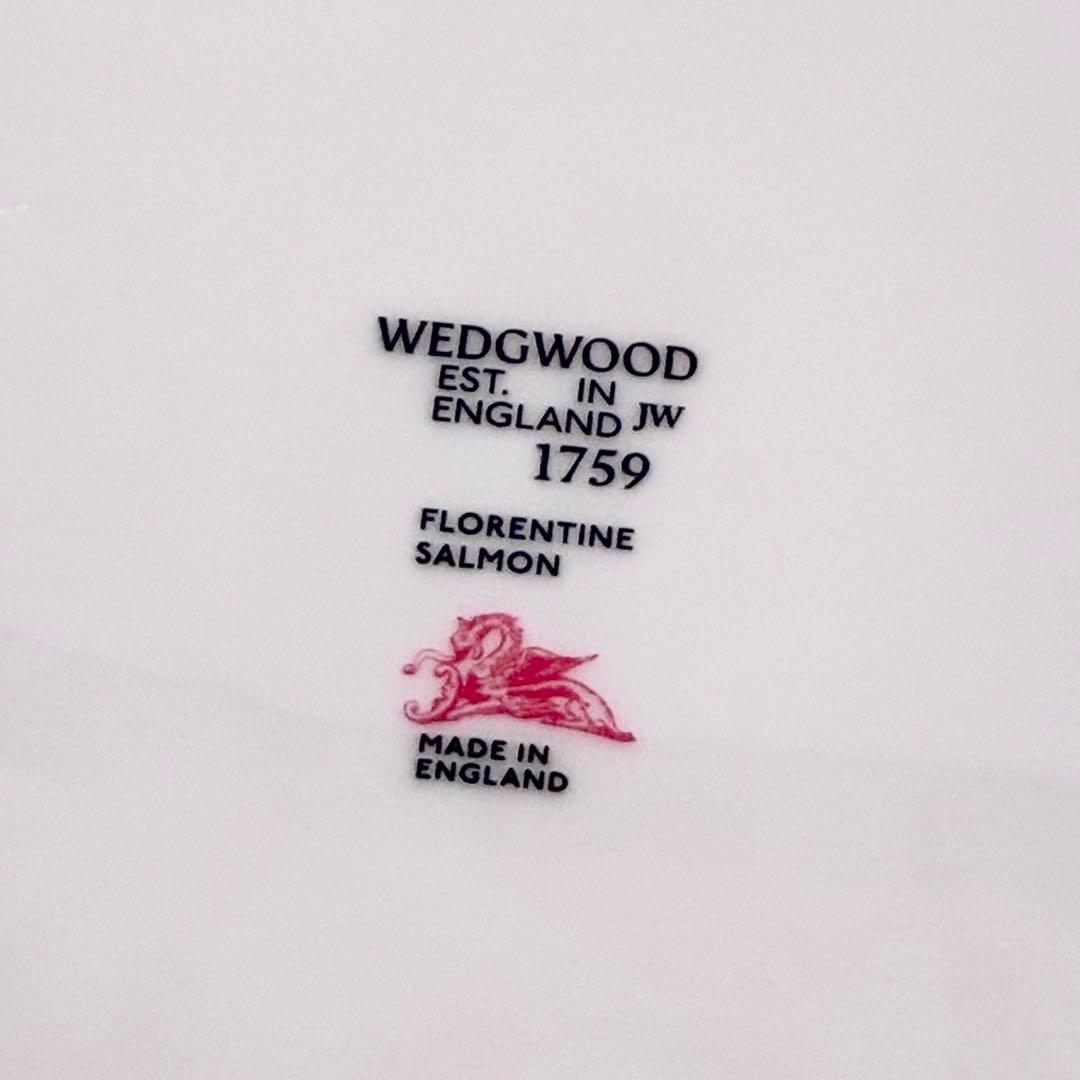 WEDGWOOD
EST. IN
ENGLAND JW
1759
FLORENTINE
SALMON
MADE IN
ENGLAND